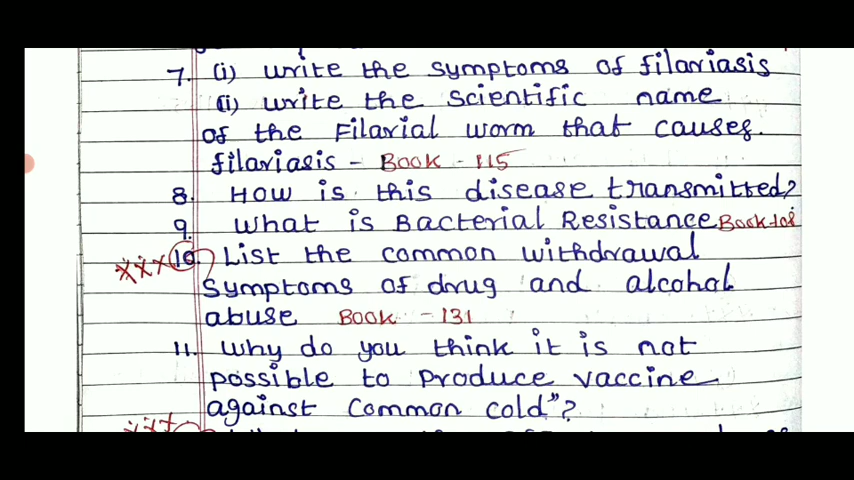 7. (i) Write the symptoms of filariasis
(ii) Write the scientific name
of the Filarial worm that causes
filariasis - Book - 115
8. How is this disease transmitted?
9. What is Bacterial Resistance Book-108
xxx 10. List the common withdrawal
symptoms of drug and alcohol
abuse Book - 131
11. Why do you think it is not
possible to produce vaccine
against common cold"?